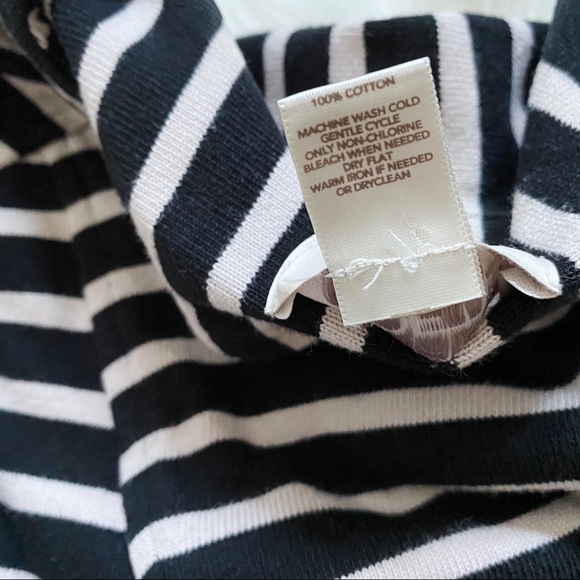 100% COTTON
MACHINE WASH COLD
GENTLE CYCLE
ONLY NON-CHLORINE
BLEACH WHEN NEEDED
DRY FLAT
WARM IRON IF NEEDED
OR DRYCLEAN